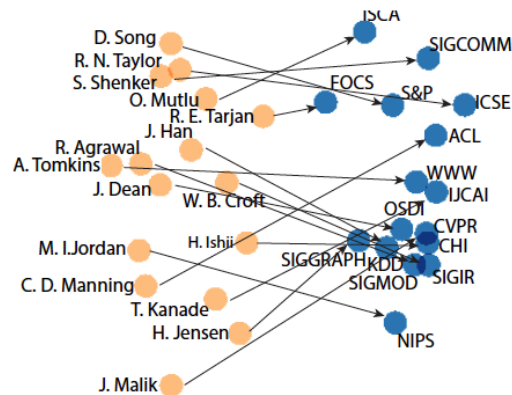 ISCA
D. Song
SIGCOMM
R. N. Taylor
S. Shenker
FOCS
S&P
ICSE
O. Mutlu
R. E. Tarjan
J. Han
ACL
R. Agrawal
A. Tomkins
WWW
J. Dean
IJCAI
W. B. Croft
OSDI
CVPR
M. I.Jordan
H. Ishii
CHI
SIGGRAPH
KDD
SIGIR
C. D. Manning
SIGMOD
T. Kanade
H. Jensen
NIPS
J. Malik